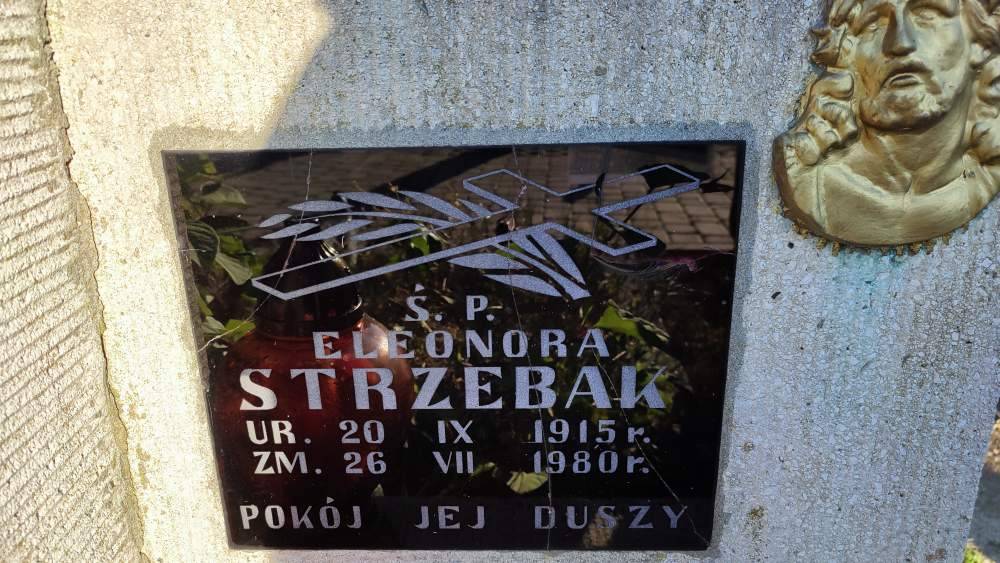 Ś. P.
ELEONORA
STRZEBAK
UR. 20 IX 1915 r.
ZM. 26 VII 1980 r.
POKÓJ JEJ DUSZY